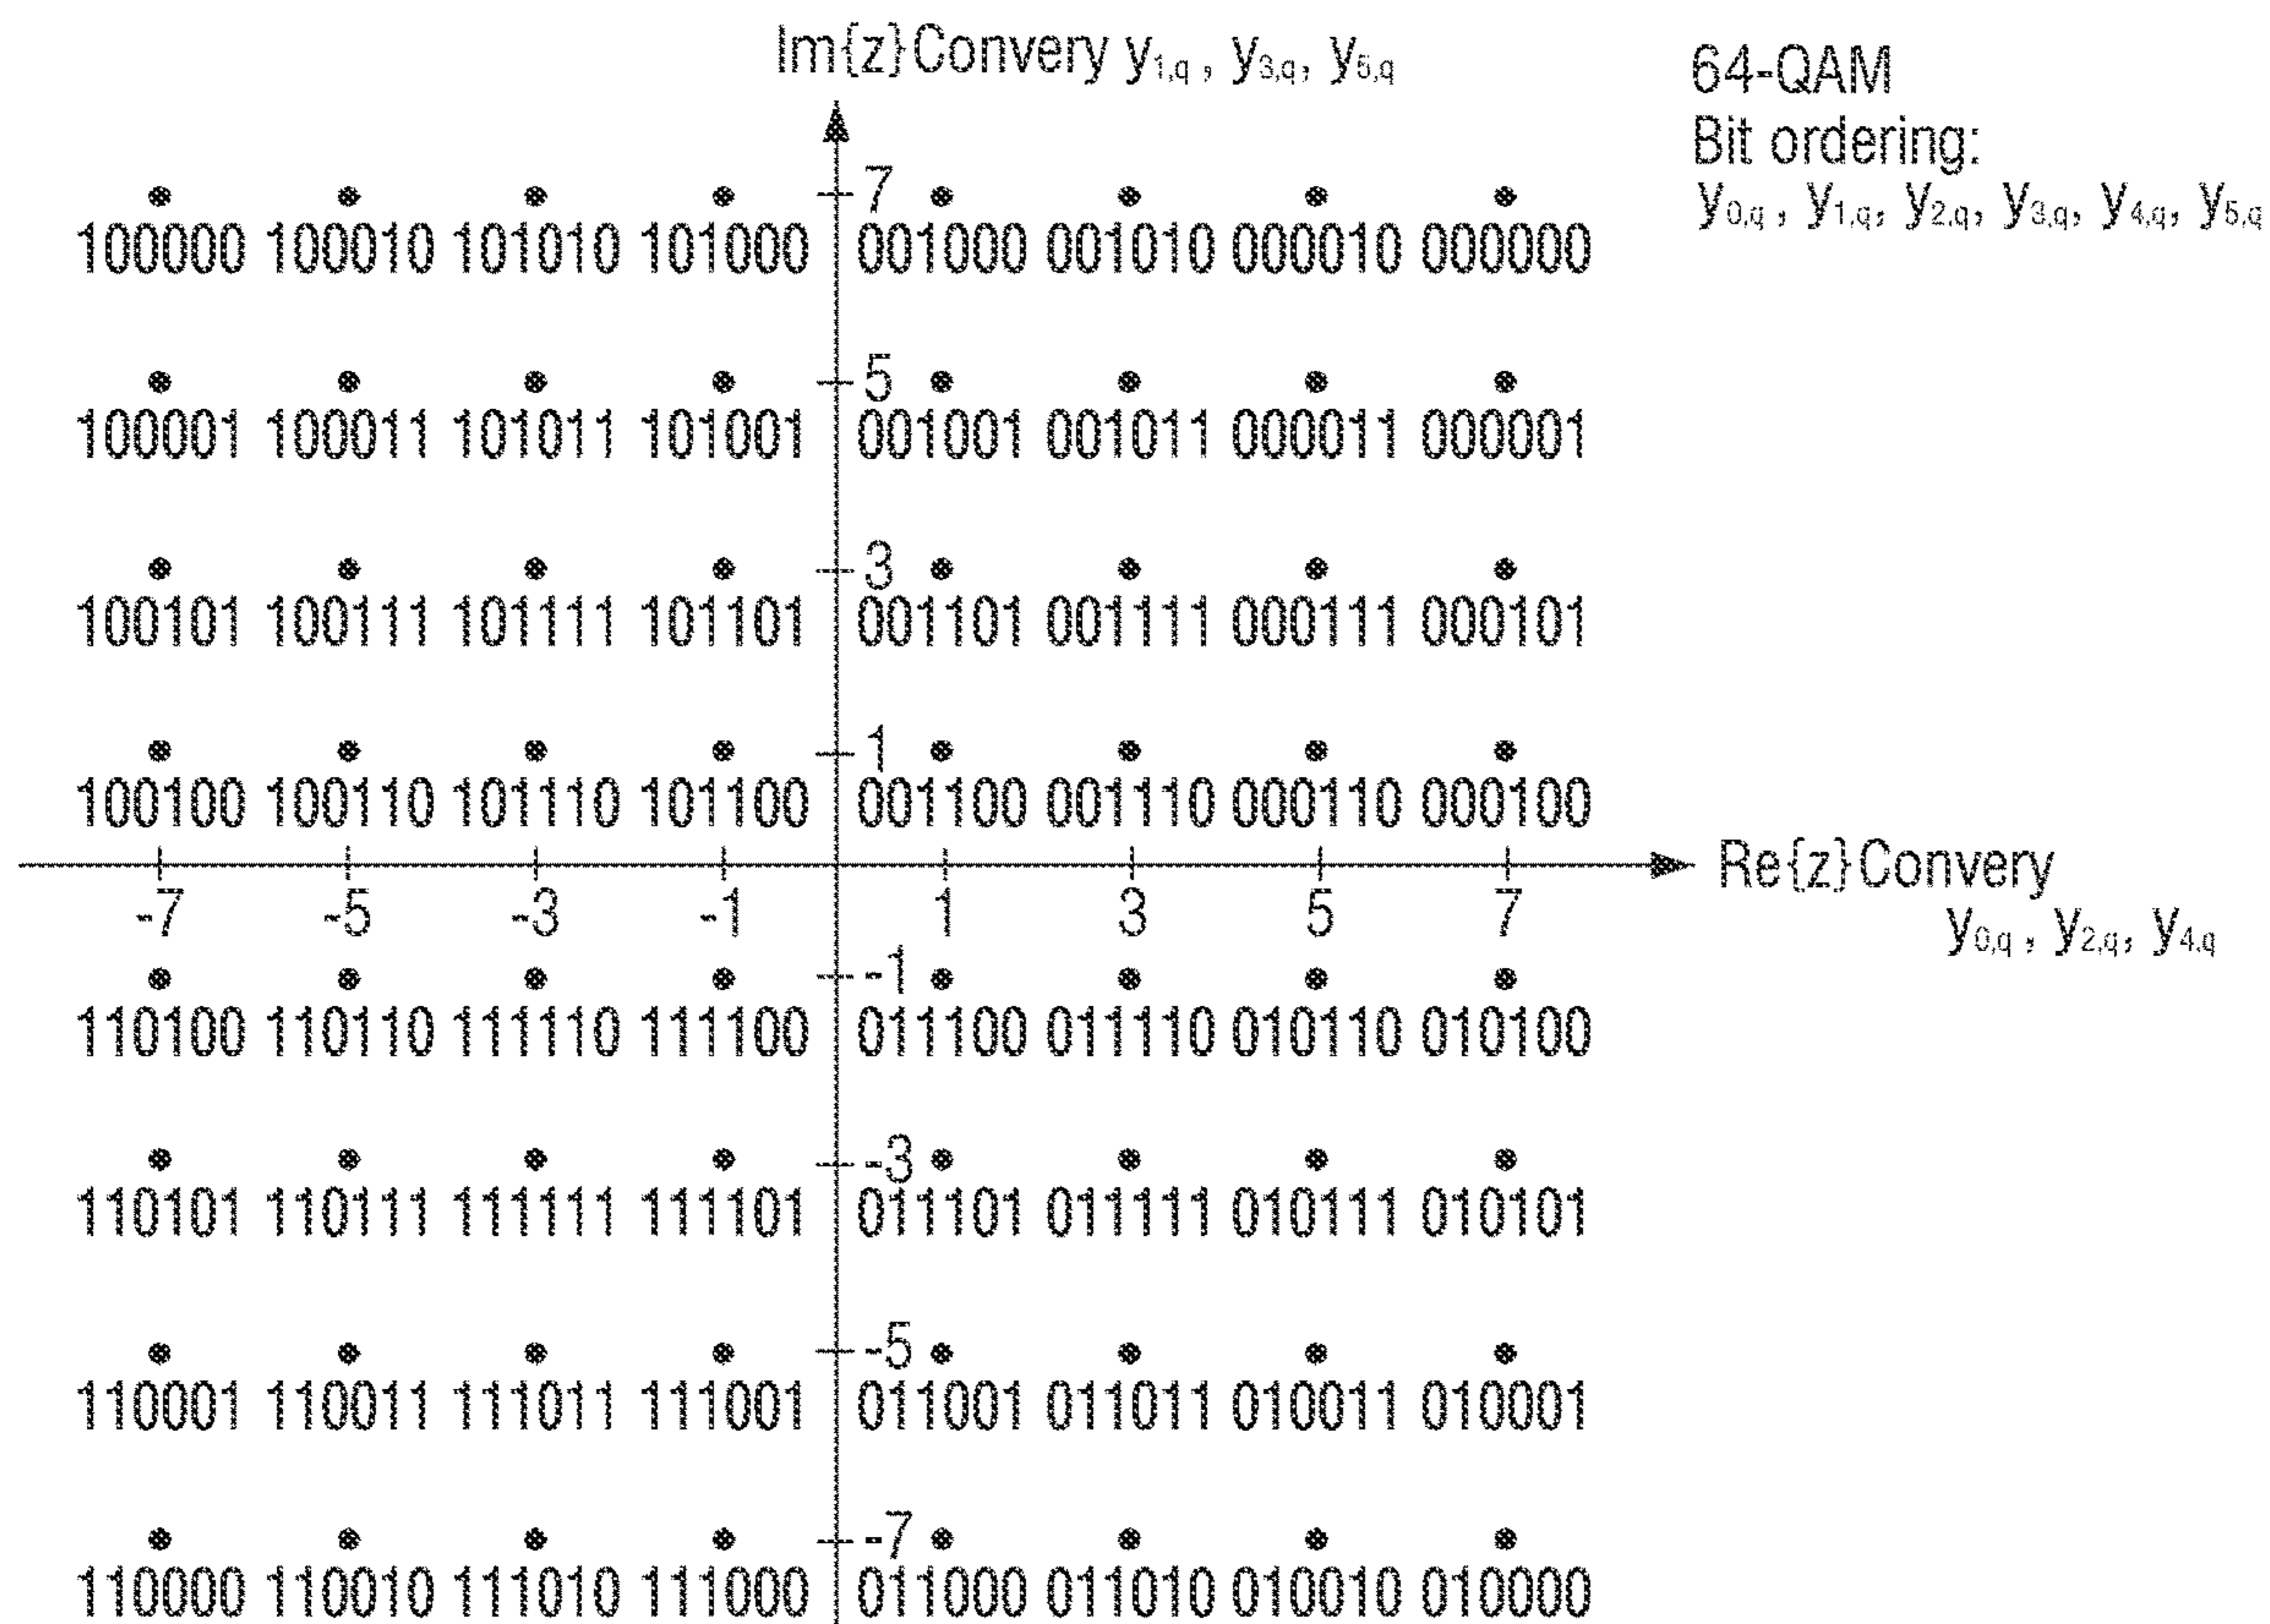 Im{z} Convery y1,q, y3,q, y5,q
64-QAM
Bit ordering:
y0,q, y1,q, y2,q, y3,q, y4,q, y5,q
7
100000 100010 101010 101000 001000 001010 000010 000000
5
100001 100011 101011 101001 001001 001011 000011 000001
3
100101 100111 101111 101101 001101 001111 000111 000101
1
100100 100110 101110 101100 001100 001110 000110 000100
Re{z} Convery
y0,q, y2,q, y4,q
-7 -5 -3 -1 1 3 5 7
-1
110100 110110 111110 111100 011100 011110 010110 010100
-3
110101 110111 111111 111101 011101 011111 010111 010101
-5
110001 110011 111011 111001 011001 011011 010011 010001
-7
110000 110010 111010 111000 011000 011010 010010 010000